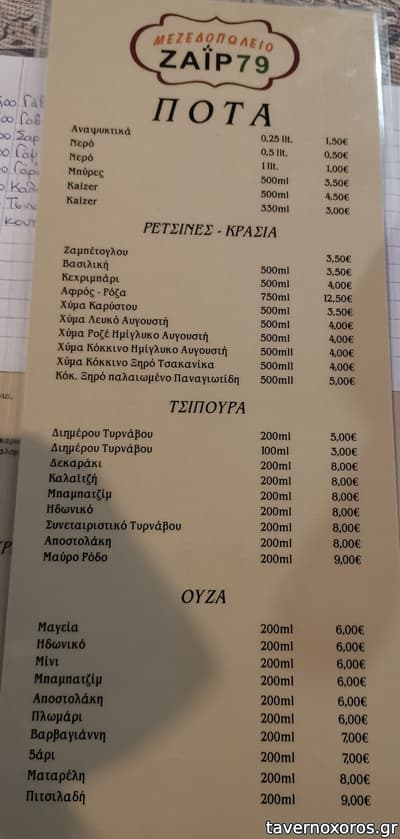 ΜΕΖΕΔΟΠΩΛΕΙΟ
ΖΑΪΡ79
ΠΟΤΑ
Αναψυκτικά 0,25 llt. 1,50€
Νερό 0,5 llt. 0,50€
Νερό 1 llt. 1,00€
Μπύρες 500ml 3,50€
Kaizer 500ml 4,50€
Kaizer 330ml 3,00€
ΡΕΤΣΙΝΕΣ - ΚΡΑΣΙΑ
Ζαμπέτογλου 3,50€
Βασιλική 500ml 3,50€
Κεχριμπάρι 500ml 4,00€
Αφρός - Ρόζα 750ml 12,50€
Χύμα Καρύστου 500ml 3,50€
Χύμα Λευκό Αυγουστή 500ml 4,00€
Χύμα Ροζέ Ημίγλυκο Αυγουστή 500ml 4,00€
Χύμα Κόκκινο Ημίγλυκο Αυγουστή 500ml 4,00€
Χύμα Κόκκινο Ξηρό Τσακανίκα 500mll 4,00€
Κόκ. Ξηρό παλαιωμένο Παναγιωτίδη 500mll 5,00€
ΤΣΙΠΟΥΡΑ
Διημέρου Τυρνάβου 200ml 5,00€
Διημέρου Τυρνάβου 100ml 3,00€
Δεκαράκι 200ml 8,00€
Καλαϊτζή 200ml 8,00€
Μπαμπατζίμ 200ml 8,00€
Ηδωνικό 200ml 8,00€
Συνεταιριστικό Τυρνάβου 200ml 8,00€
Αποστολάκη 200ml 8,00€
Μαύρο Ρόδο 200ml 9,00€
ΟΥΖΑ
Μαγεία 200ml 6,00€
Ηδωνικό 200ml 6,00€
Μίνι 200ml 6,00€
Μπαμπατζίμ 200ml 6,00€
Αποστολάκη 200ml 6,00€
Πλωμάρι 200ml 6,00€
Βαρβαγιάννη 200ml 7,00€
5άρι 200ml 7,00€
Ματαρέλη 200ml 8,00€
Πιτσιλαδή 200ml 9,00€
tavernoxoros.gr